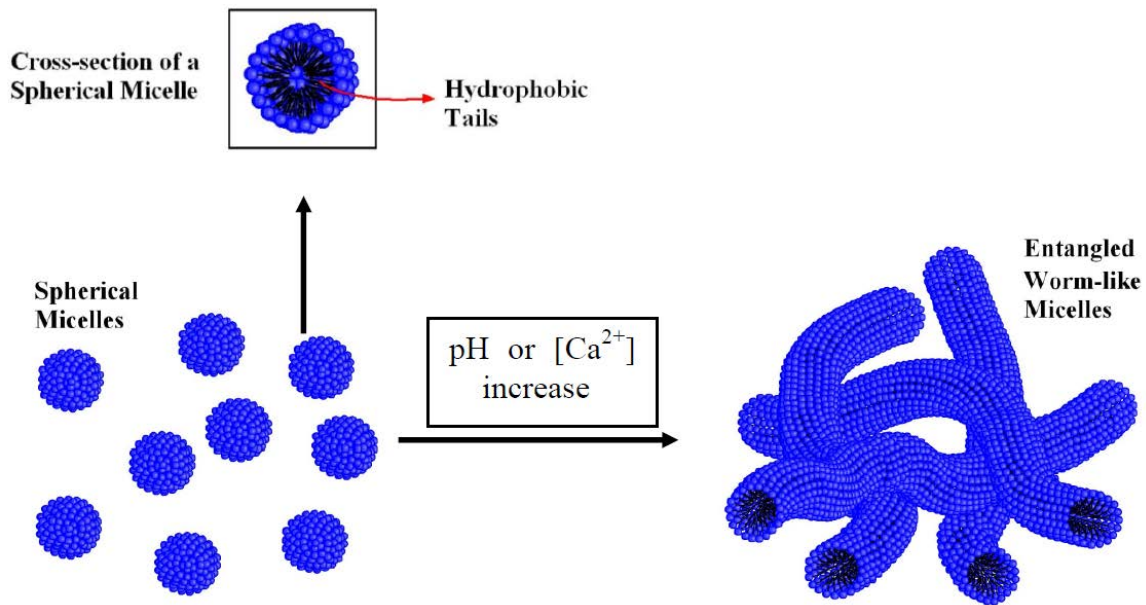 Cross-section of a
Spherical Micelle
Hydrophobic
Tails
Spherical
Micelles
pH or [Ca²⁺]
increase
Entangled
Worm-like
Micelles